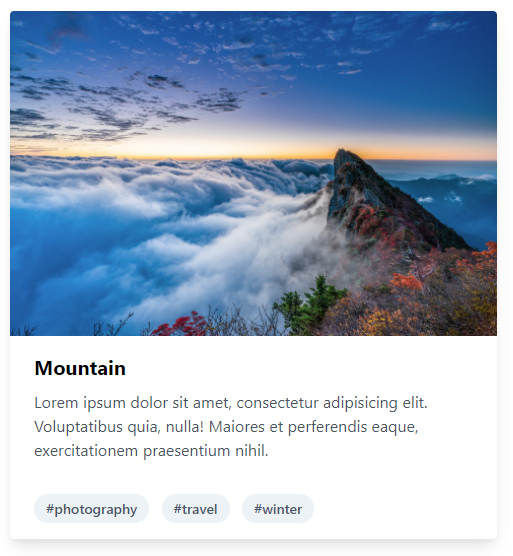 Mountain
Lorem ipsum dolor sit amet, consectetur adipisicing elit.
Voluptatibus quia, nulla! Maiores et perferendis eaque,
exercitationem praesentium nihil.
#photography #travel #winter